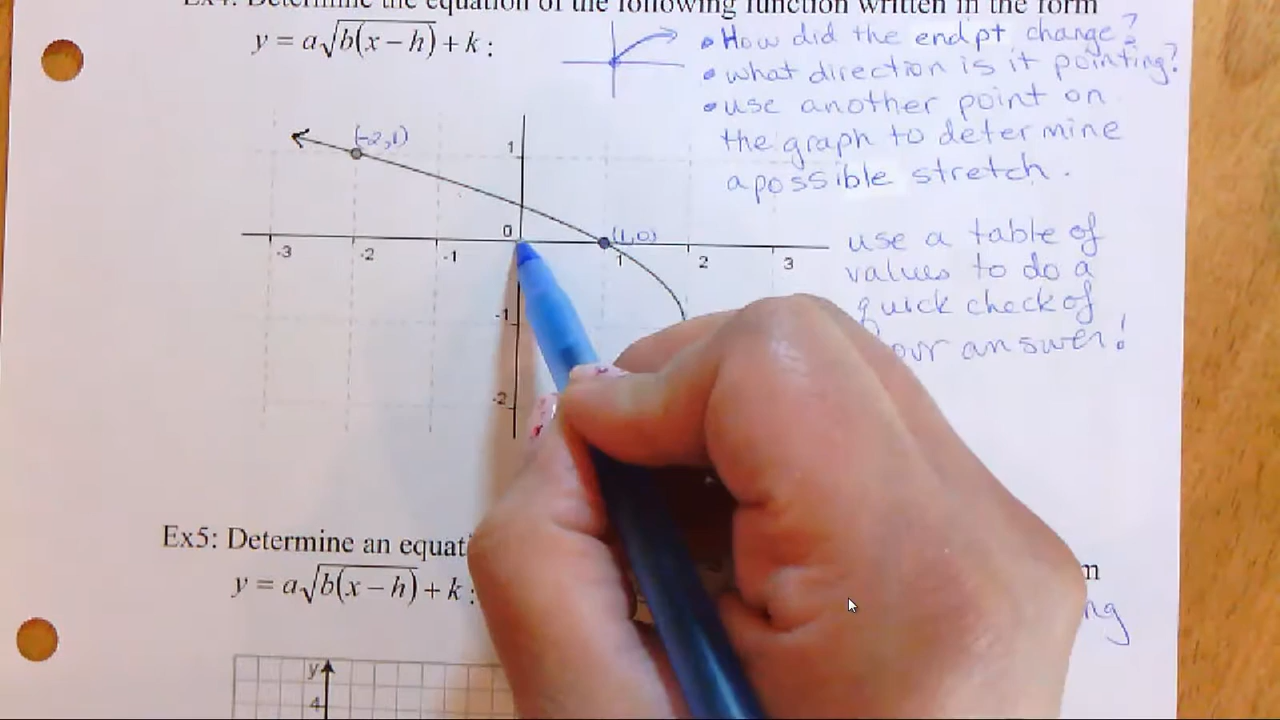 Ex4: Determine the equation of the following function written in the form
y = a√b(x − h) + k :
• How did the endpt change?
• what direction is it pointing?
• use another point on
the graph to determine
a possible stretch.
(-2,1)
1
0
(1,0)
-3 -2 -1 1 2 3
-1
-2
use a table of
values to do a
quick check of
your answer!
Ex5: Determine an equati
y = a√b(x − h) + k :
y
4